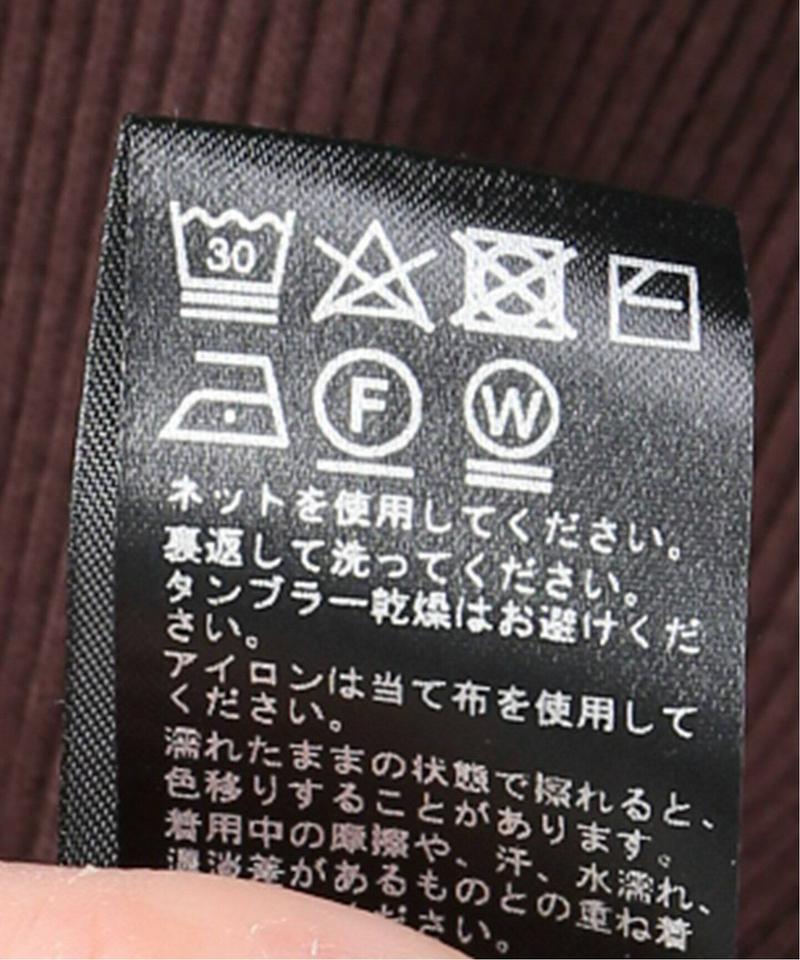 30
F W
ネットを使用してください。
裏返して洗ってください。
タンブラー乾燥はお避けくだ
さい。
アイロンは当て布を使用して
ください。
濡れたままの状態で擦れると、
色移りすることがあります。
着用中の摩擦や、汗、水濡れ、
濃淡差があるものとの重ね着
ださい。